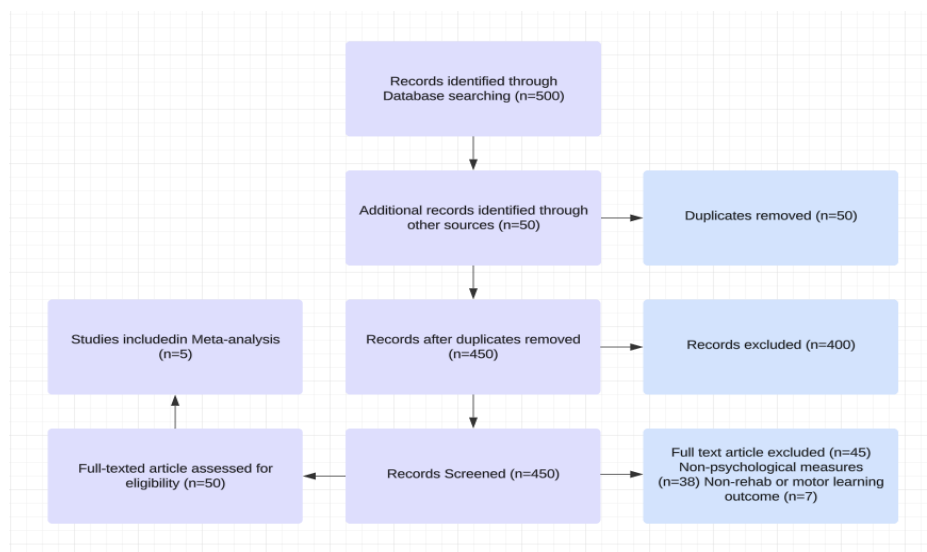 Records identified through
Database searching (n=500)
Additional records identified through
other sources (n=50)
Duplicates removed (n=50)
Studies includedin Meta-analysis
(n=5)
Records after duplicates removed
(n=450)
Records excluded (n=400)
Full-texted article assessed for
eligibility (n=50)
Records Screened (n=450)
Full text article excluded (n=45)
Non-psychological measures
(n=38) Non-rehab or motor learning
outcome (n=7)